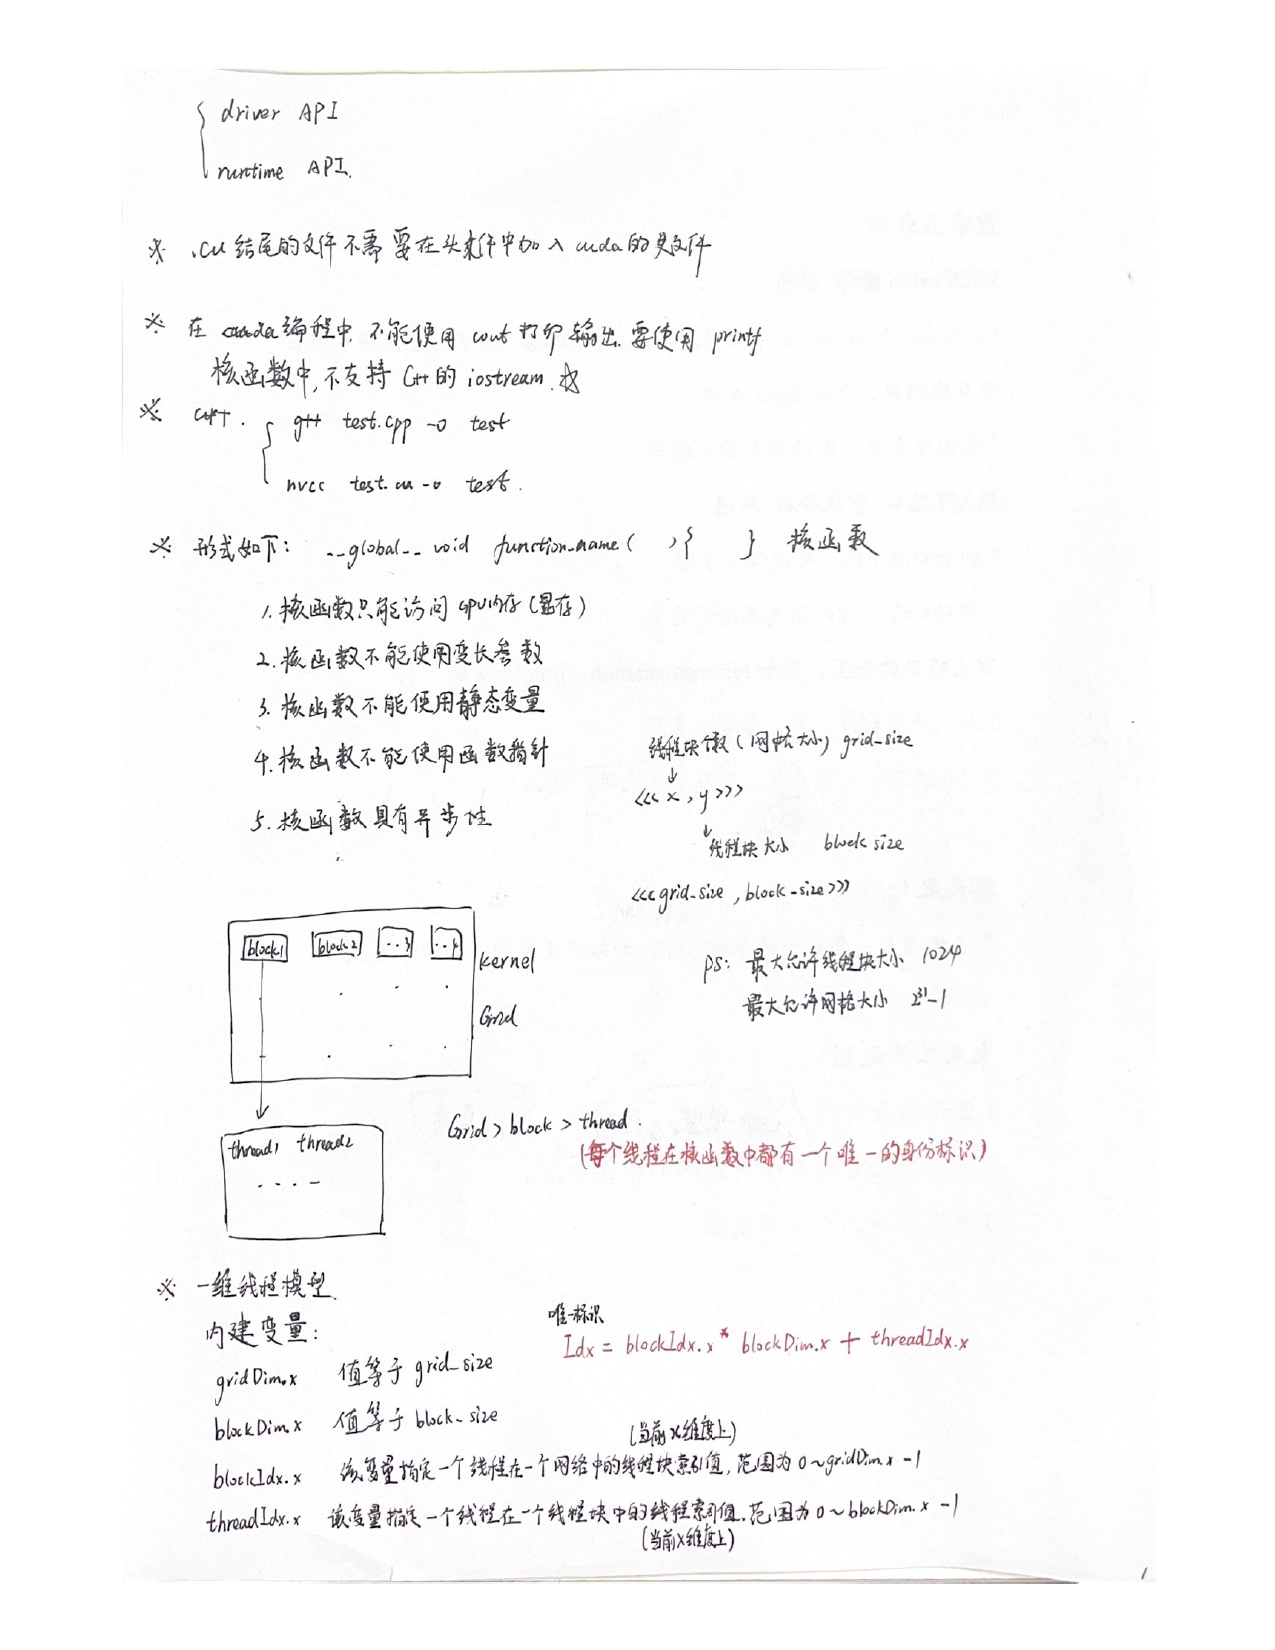 driver API
runtime API.
※ .cu 结尾的文件不需要在头文件中加入 cuda 的头文件
※ 在 cuda 编程中, 不能使用 cout 打印输出. 要使用 printf
核函数中, 不支持 C++ 的 iostream.
※
g++ test.cpp -o test
nvcc test.cu -o test.
※ 形式如下: __global__ void function_name( ) { } 核函数
1. 核函数只能访问 GPU内存 (显存)
2. 核函数不能使用变长参数
3. 核函数不能使用静态变量
4. 核函数不能使用函数指针
5. 核函数具有异步性
线程块个数 (网格大小) grid_size
↓
<<< x , y >>>
↓ 线程块大小 block size
<<< grid_size , block_size >>>
block1 block2 ..3 ..4
kernel
Grid
ps: 最大允许线程块大小 1024
最大允许网格大小 2³¹-1
thread1 thread2
Grid > block > thread.
(每个线程在核函数中都有一个唯一的身份标识)
※ 一维线程模型.
内建变量:
唯一标识
Idx = blockIdx.x * blockDim.x + threadIdx.x
gridDim.x 值等于 grid_size
blockDim.x 值等于 block_size
(当前x维度上)
blockIdx.x 该变量指定一个线程在一个网络中的线程块索引值, 范围为 0~gridDim.x -1
threadIdx.x 该变量指定一个线程在一个线程块中的线程索引值. 范围为 0~blockDim.x -1
(当前x维度上)